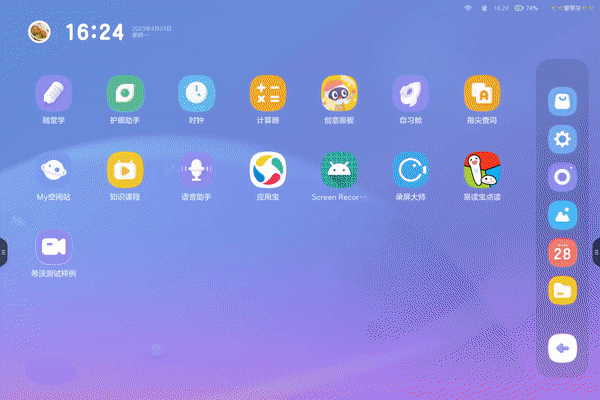 16:24 74% 爱学习
16:24
2023年4月24日
星期一
随堂学 护眼助手 时钟 计算器 创意画板 自习舱 指尖查词
A
My空间站 知识课程 语音助手 应用宝 Screen Recor… 录屏大师 易读宝点读
28
希沃测试样例